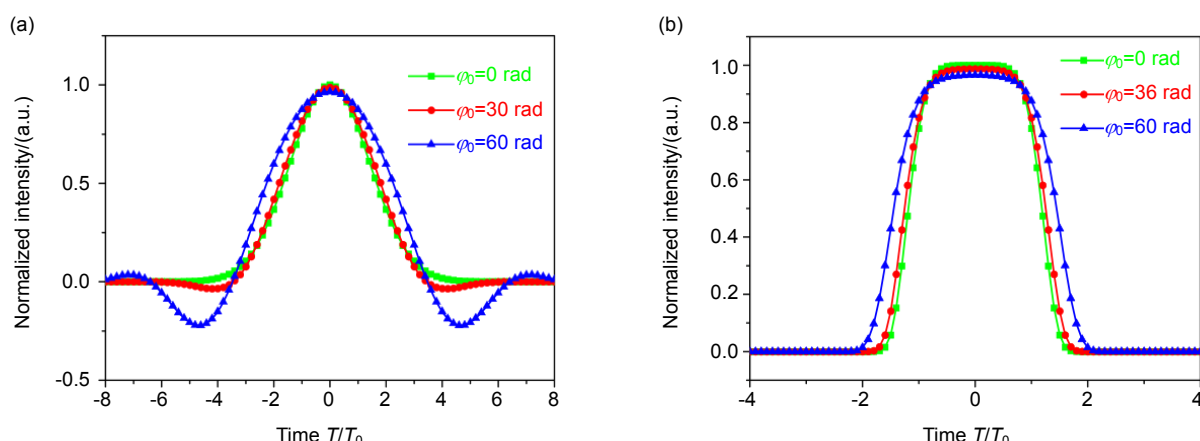 (a)
1.0
0.5
0.0
-0.5
-8 -6 -4 -2 0 2 4 6 8
Normalized intensity/(a.u.)
Time T/T₀
φ₀=0 rad
φ₀=30 rad
φ₀=60 rad
(b)
1.0
0.8
0.6
0.4
0.2
0.0
-4 -2 0 2 4
Normalized intensity/(a.u.)
Time T/T₀
φ₀=0 rad
φ₀=36 rad
φ₀=60 rad